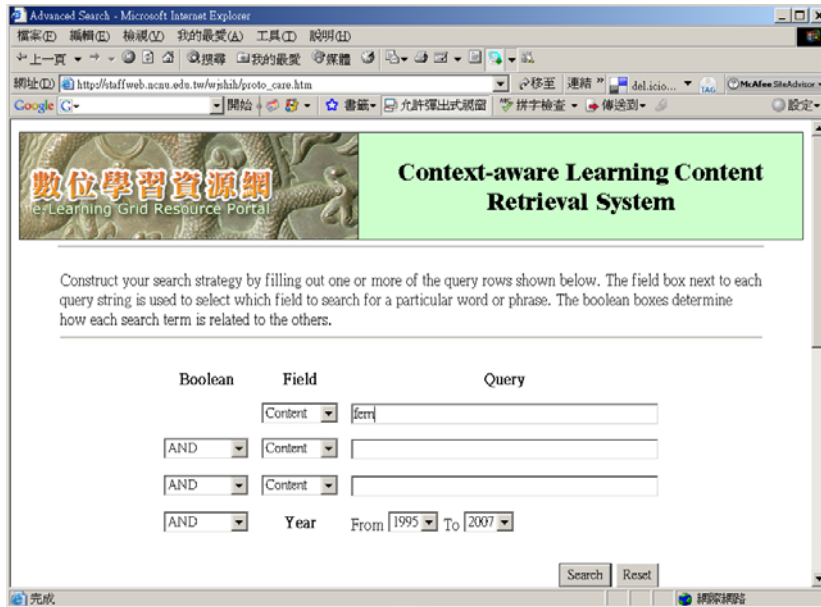 Advanced Search - Microsoft Internet Explorer
檔案(F) 編輯(E) 檢視(V) 我的最愛(A) 工具(T) 說明(H)
上一頁 搜尋 我的最愛 媒體
網址(D) http://staffweb.ncnu.edu.tw/wjshih/proto_care.htm 移至 連結 » del.icio... TAG McAfee SiteAdvisor
Google G 開始 書籤 允許彈出式視窗 拼字檢查 傳送到 設定
數位學習資源網
e-Learning Grid Resource Portal
Context-aware Learning Content
Retrieval System
Construct your search strategy by filling out one or more of the query rows shown below. The field box next to each
query string is used to select which field to search for a particular word or phrase. The boolean boxes determine
how each search term is related to the others.
Boolean Field Query
Content fern
AND Content
AND Content
AND Year From 1995 To 2007
Search Reset
完成 網際網路